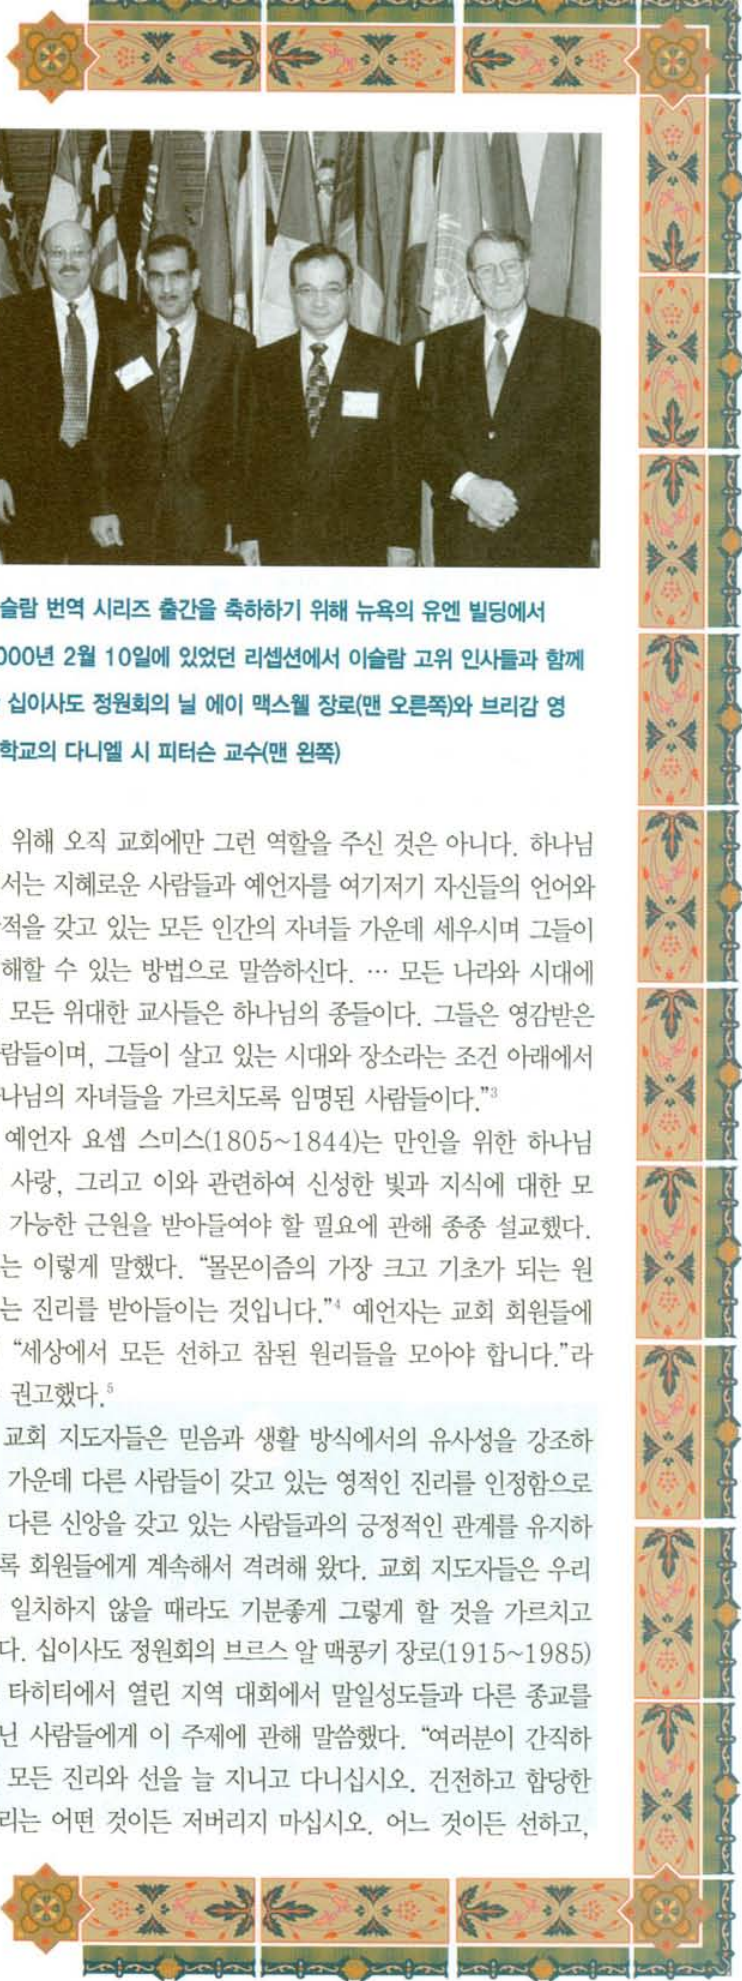 슬람 번역 시리즈 출간을 축하하기 위해 뉴욕의 유엔 빌딩에서
000년 2월 10일에 있었던 리셉션에서 이슬람 고위 인사들과 함께
십이사도 정원회의 닐 에이 맥스웰 장로(맨 오른쪽)와 브리감 영
학교의 다니엘 시 피터슨 교수(맨 왼쪽)
위해 오직 교회에만 그런 역할을 주신 것은 아니다. 하나님
서는 지혜로운 사람들과 예언자를 여기저기 자신들의 언어와
적을 갖고 있는 모든 인간의 자녀들 가운데 세우시며 그들이
해할 수 있는 방법으로 말씀하신다. … 모든 나라와 시대에
모든 위대한 교사들은 하나님의 종들이다. 그들은 영감받은
람들이며, 그들이 살고 있는 시대와 장소라는 조건 아래에서
나님의 자녀들을 가르치도록 임명된 사람들이다.”3
예언자 요셉 스미스(1805~1844)는 만인을 위한 하나님
사랑, 그리고 이와 관련하여 신성한 빛과 지식에 대한 모
가능한 근원을 받아들여야 할 필요에 관해 종종 설교했다.
는 이렇게 말했다. “몰몬이즘의 가장 크고 기초가 되는 원
는 진리를 받아들이는 것입니다.”4 예언자는 교회 회원들에
“세상에서 모든 선하고 참된 원리들을 모아야 합니다.”라
권고했다.5
교회 지도자들은 믿음과 생활 방식에서의 유사성을 강조하
가운데 다른 사람들이 갖고 있는 영적인 진리를 인정함으로
다른 신앙을 갖고 있는 사람들과의 긍정적인 관계를 유지하
록 회원들에게 계속해서 격려해 왔다. 교회 지도자들은 우리
일치하지 않을 때라도 기분좋게 그렇게 할 것을 가르치고
다. 십이사도 정원회의 브르스 알 맥콩키 장로(1915~1985)
타히티에서 열린 지역 대회에서 말일성도들과 다른 종교를
닌 사람들에게 이 주제에 관해 말씀했다. “여러분이 간직하
모든 진리와 선을 늘 지니고 다니십시오. 건전하고 합당한
리는 어떤 것이든 저버리지 마십시오. 어느 것이든 선하고,